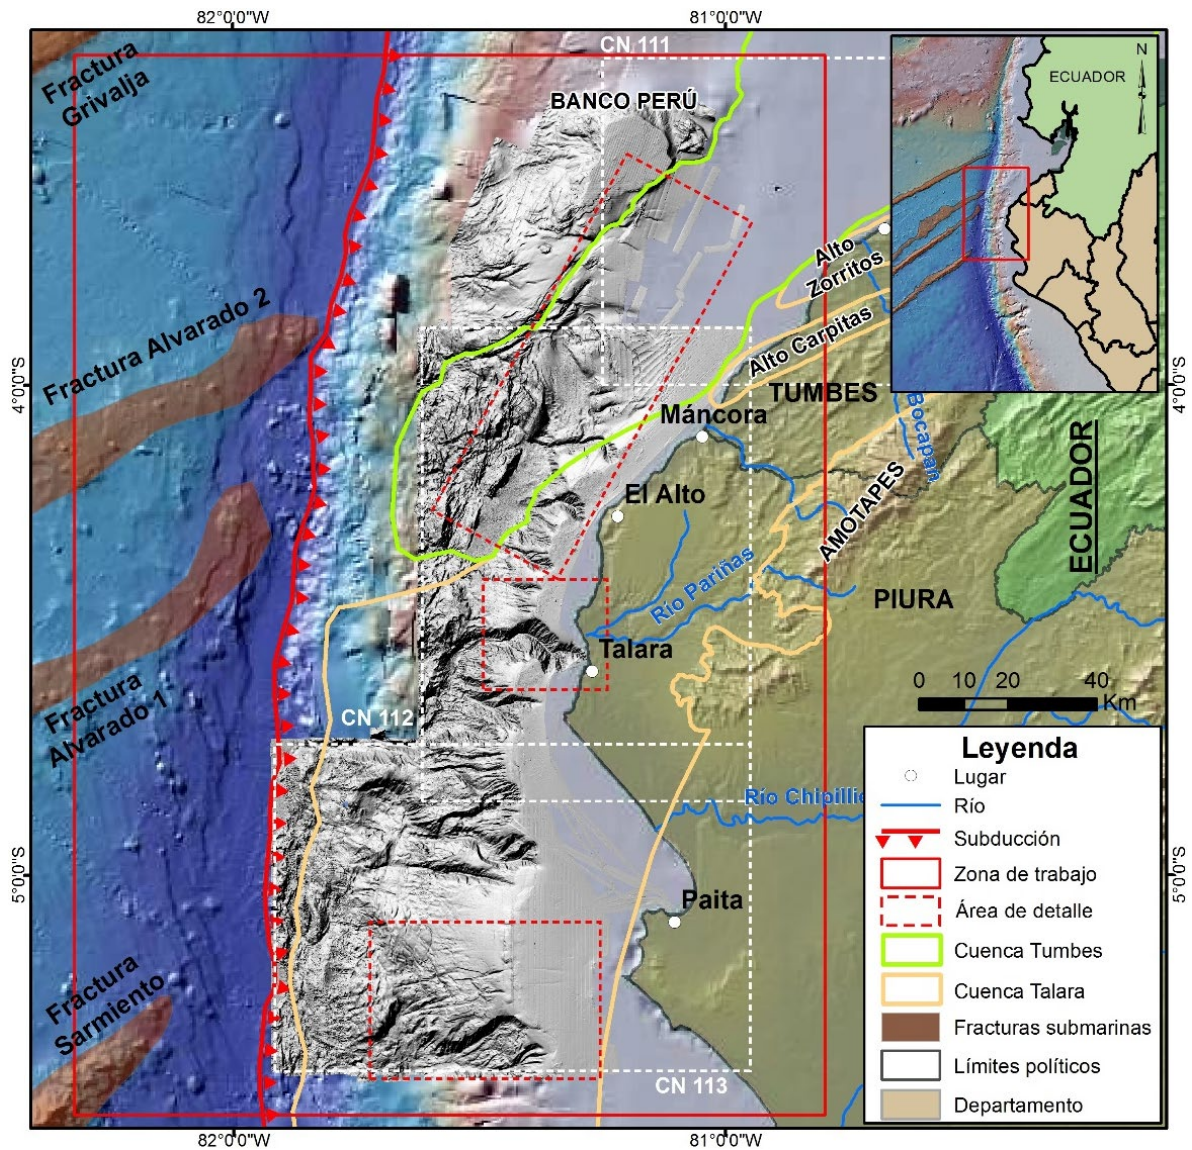 82°0'0"W
81°0'0"W
CN 111
Fractura
Grivalja
BANCO PERÚ
N
ECUADOR
Alto
Zorritos
Fractura Alvarado 2
Alto Carpitas
4°0'0"S
4°0'0"S
TUMBES
Máncora
Bocapan
El Alto
AMOTAPES
ECUADOR
Río Pariñas
PIURA
Talara
Fractura
Alvarado 1
CN 112
0 10 20 40
Km
Río Chipilli
5°0'0"S
5°0'0"S
Paita
Fractura
Sarmiento
CN 113
Leyenda
Lugar
Río
Subducción
Zona de trabajo
Área de detalle
Cuenca Tumbes
Cuenca Talara
Fracturas submarinas
Límites políticos
Departamento
82°0'0"W
81°0'0"W